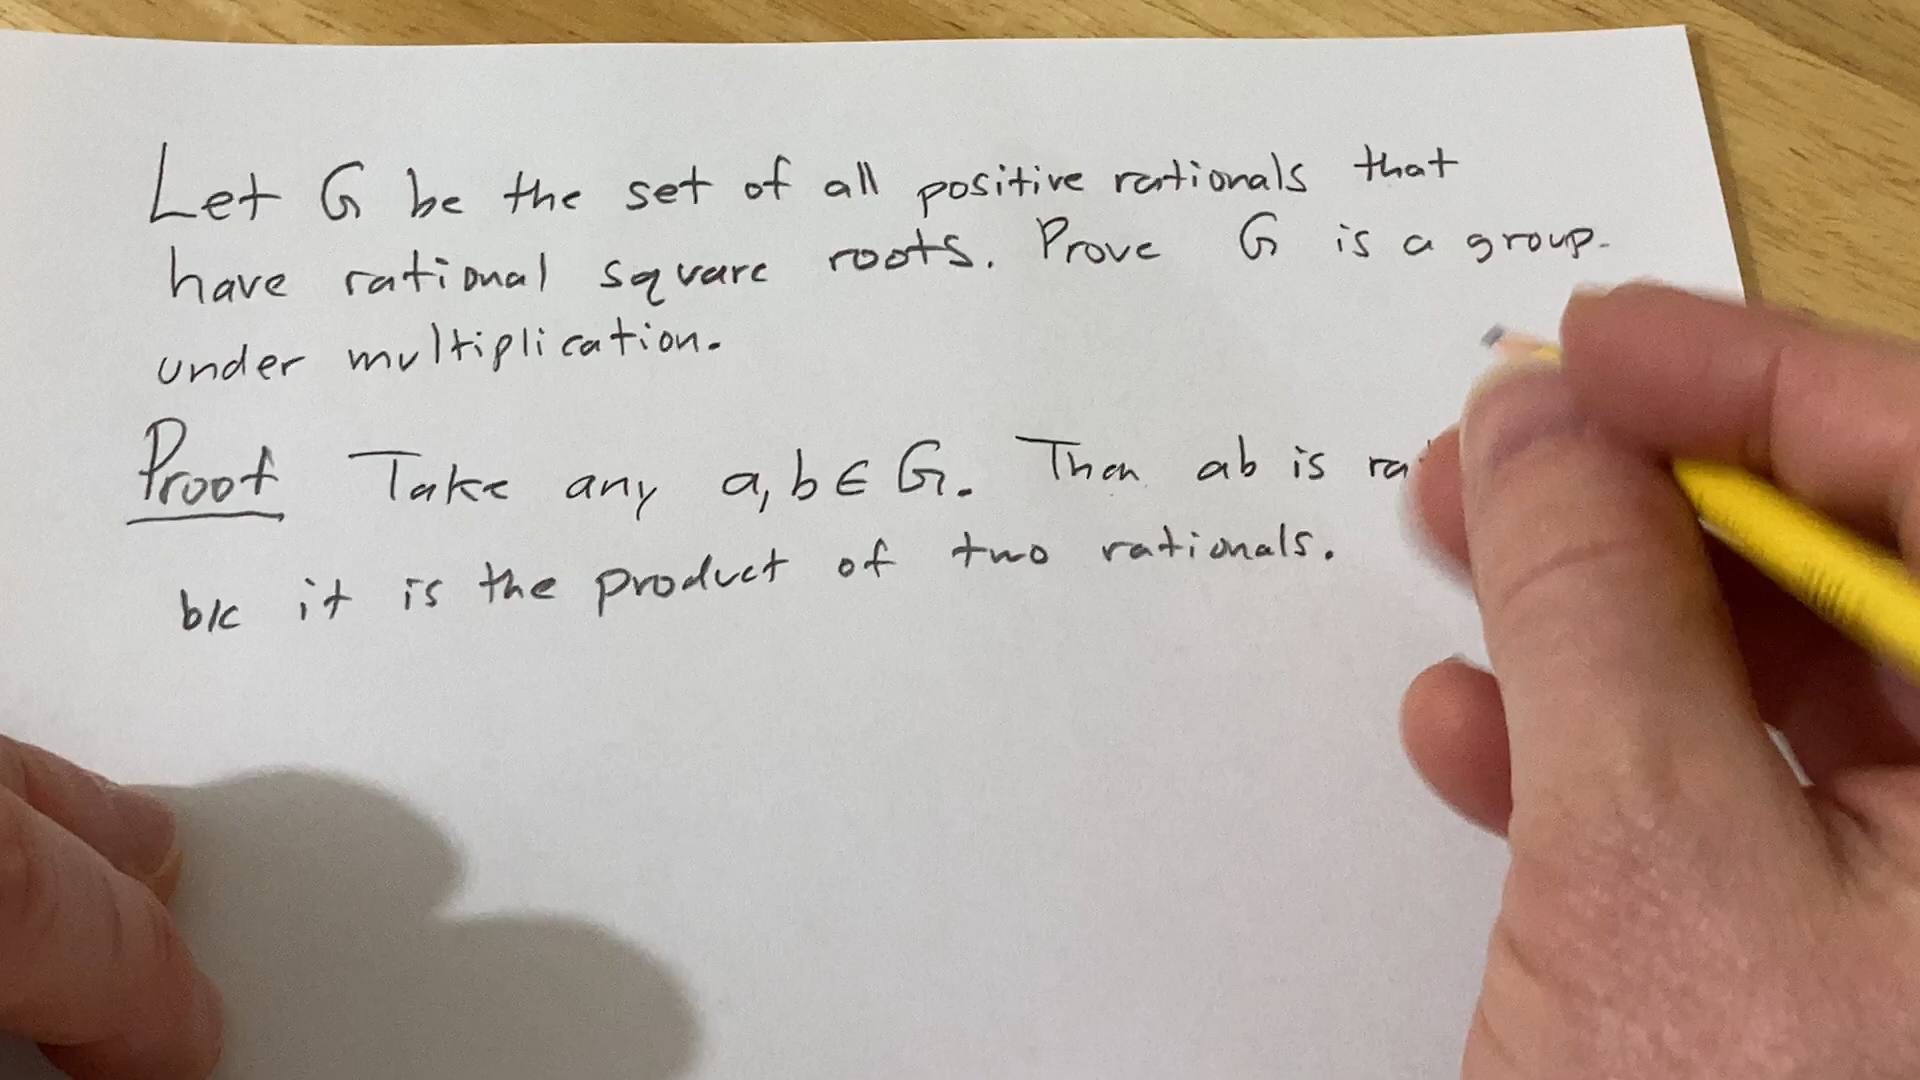 Let G be the set of all positive rationals that
have rational square roots. Prove G is a group.
under multiplication.
Proof Take any a, b ∈ G. Then ab is
b/c it is the product of two rationals.